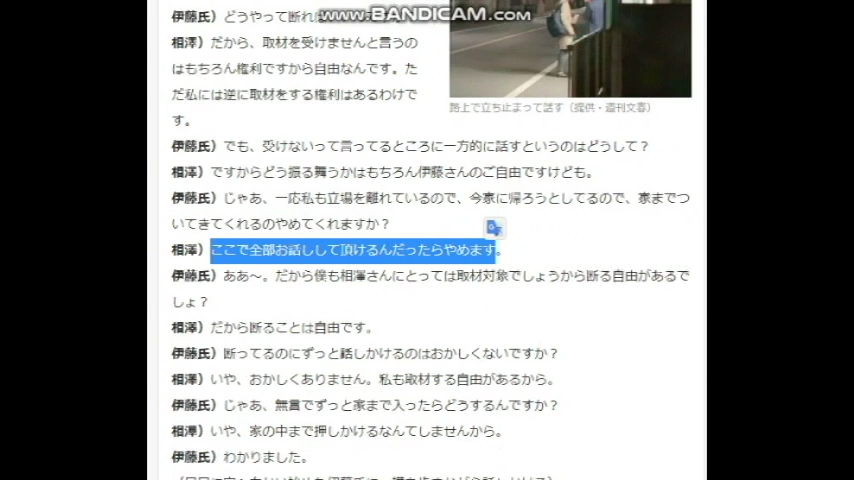 www.BANDICAM.com
伊藤氏）どうやって断れば
相澤）だから、取材を受けませんと言うの
はもちろん権利ですから自由なんです。た
だ私には逆に取材をする権利はあるわけで
す。
路上で立ち止まって話す（提供・週刊文春）
伊藤氏）でも、受けないって言ってるところに一方的に話すというのはどうして？
相澤）ですからどう振る舞うかはもちろん伊藤さんのご自由ですけども。
伊藤氏）じゃあ、一応私も立場を離れているので、今家に帰ろうとしてるので、家までつ
いてきてくれるのやめてくれますか？
相澤）ここで全部お話しして頂けるんだったらやめます。
伊藤氏）ああ～。だから僕も相澤さんにとっては取材対象でしょうから断る自由があるで
しょ？
相澤）だから断ることは自由です。
伊藤氏）断ってるのにずっと話しかけるのはおかしくないですか？
相澤）いや、おかしくありません。私も取材する自由があるから。
伊藤氏）じゃあ、無言でずっと家まで入ったらどうするんですか？
相澤）いや、家の中まで押しかけるなんてしませんから。
伊藤氏）わかりました。